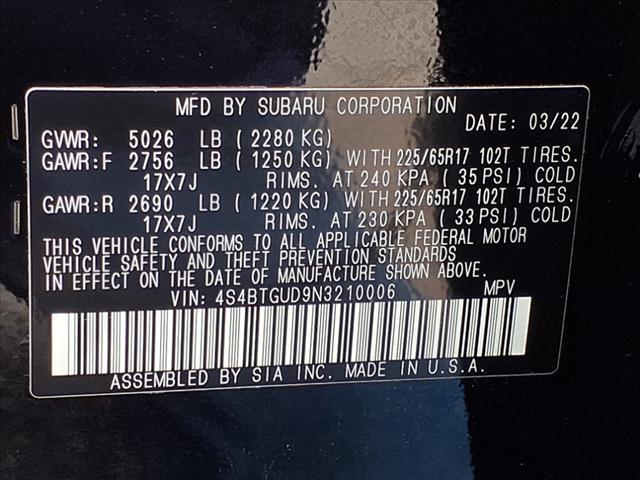 MFD BY SUBARU CORPORATION
DATE: 03/22
GVWR: 5026 LB ( 2280 KG)
GAWR:F 2756 LB ( 1250 KG) WITH 225/65R17 102T TIRES.
17X7J RIMS. AT 240 KPA ( 35 PSI) COLD
GAWR:R 2690 LB ( 1220 KG) WITH 225/65R17 102T TIRES.
17X7J RIMS. AT 230 KPA ( 33 PSI) COLD
THIS VEHICLE CONFORMS TO ALL APPLICABLE FEDERAL MOTOR
VEHICLE SAFETY AND THEFT PREVENTION STANDARDS
IN EFFECT ON THE DATE OF MANUFACTURE SHOWN ABOVE.
VIN: 4S4BTGUD9N3210006 MPV
ASSEMBLED BY SIA INC. MADE IN U.S.A.